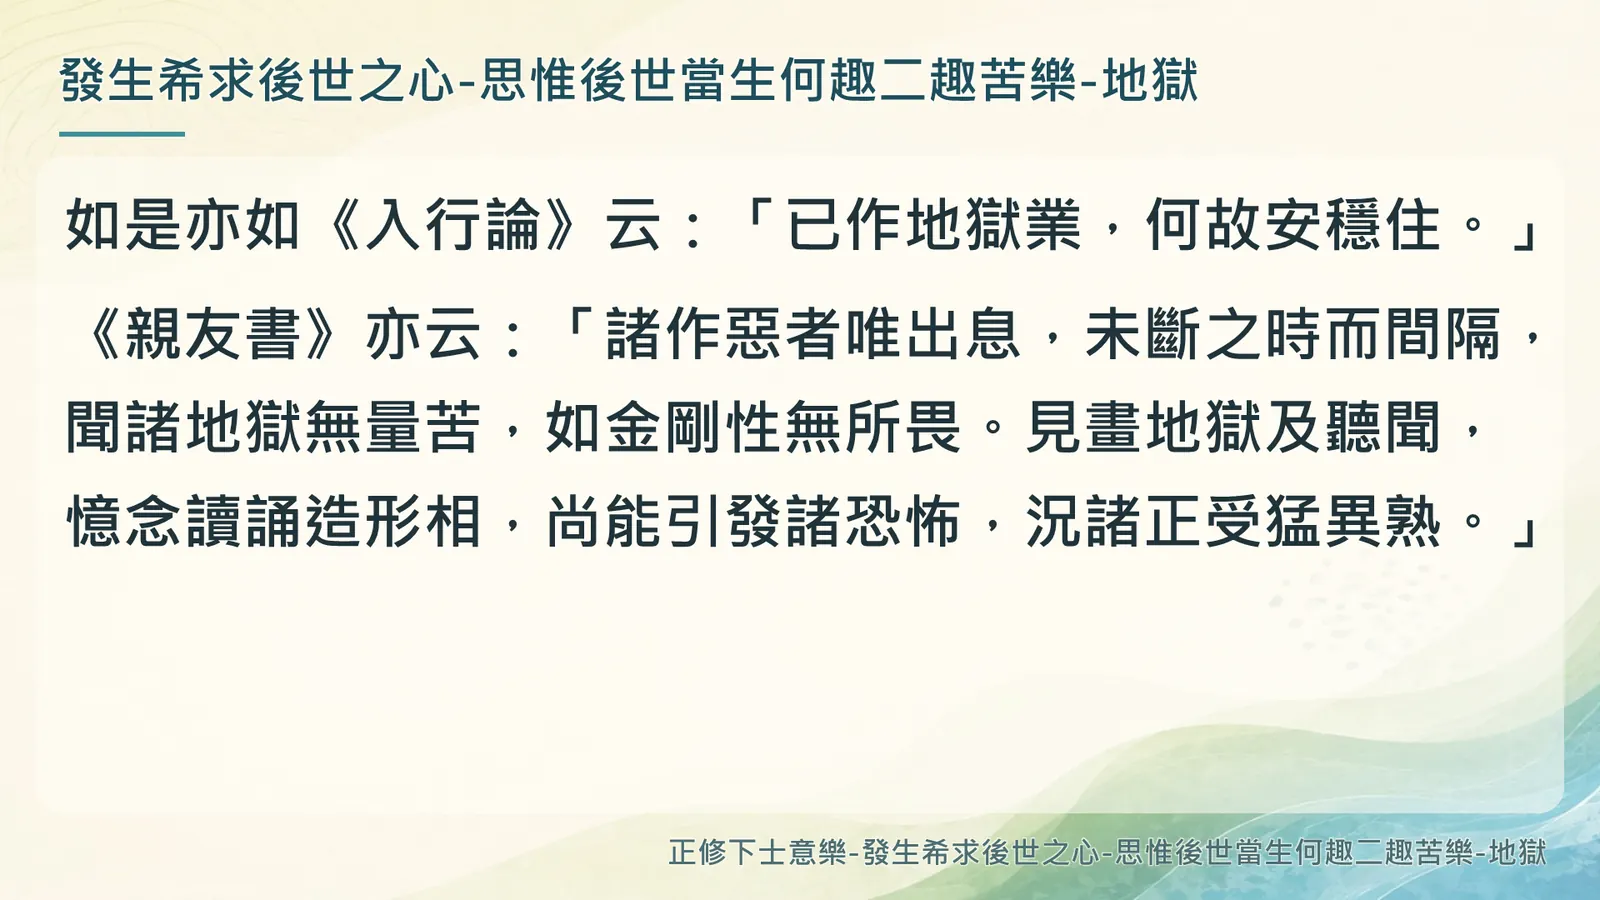 發生希求後世之心-思惟後世當生何趣二趣苦樂-地獄
如是亦如《入行論》云：「已作地獄業，何故安穩住。」
《親友書》亦云：「諸作惡者唯出息，未斷之時而間隔，
聞諸地獄無量苦，如金剛性無所畏。見畫地獄及聽聞，
憶念讀誦造形相，尚能引發諸恐怖，況諸正受猛異熟。」
正修下士意樂-發生希求後世之心-思惟後世當生何趣二趣苦樂-地獄